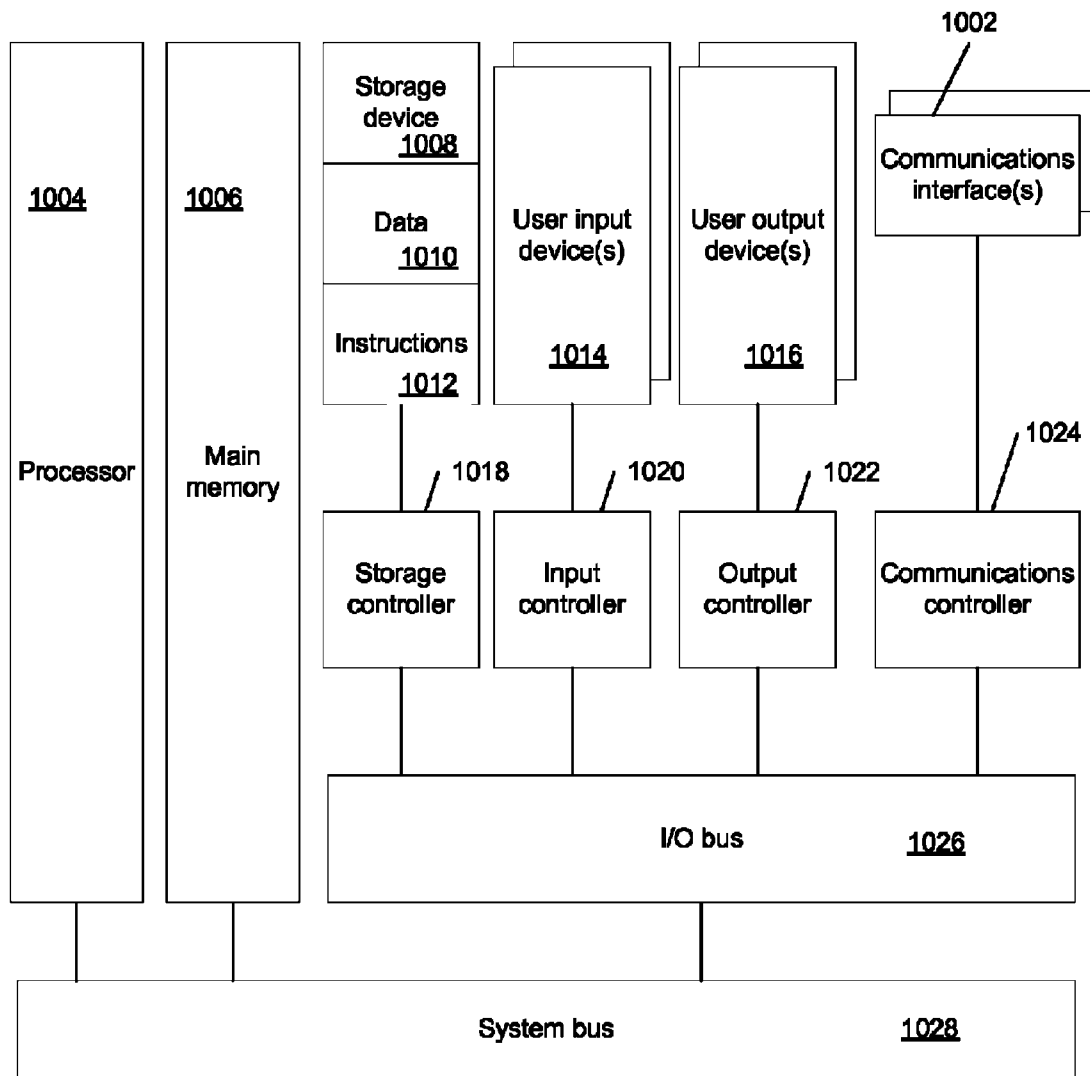 1002
Storage
device
1008
Communications
interface(s)
1004
1006
Data
1010
User input
device(s)
User output
device(s)
Instructions
1012
1014
1016
Processor
Main
memory
1018
1020
1022
1024
Storage
controller
Input
controller
Output
controller
Communications
controller
I/O bus
1026
System bus
1028